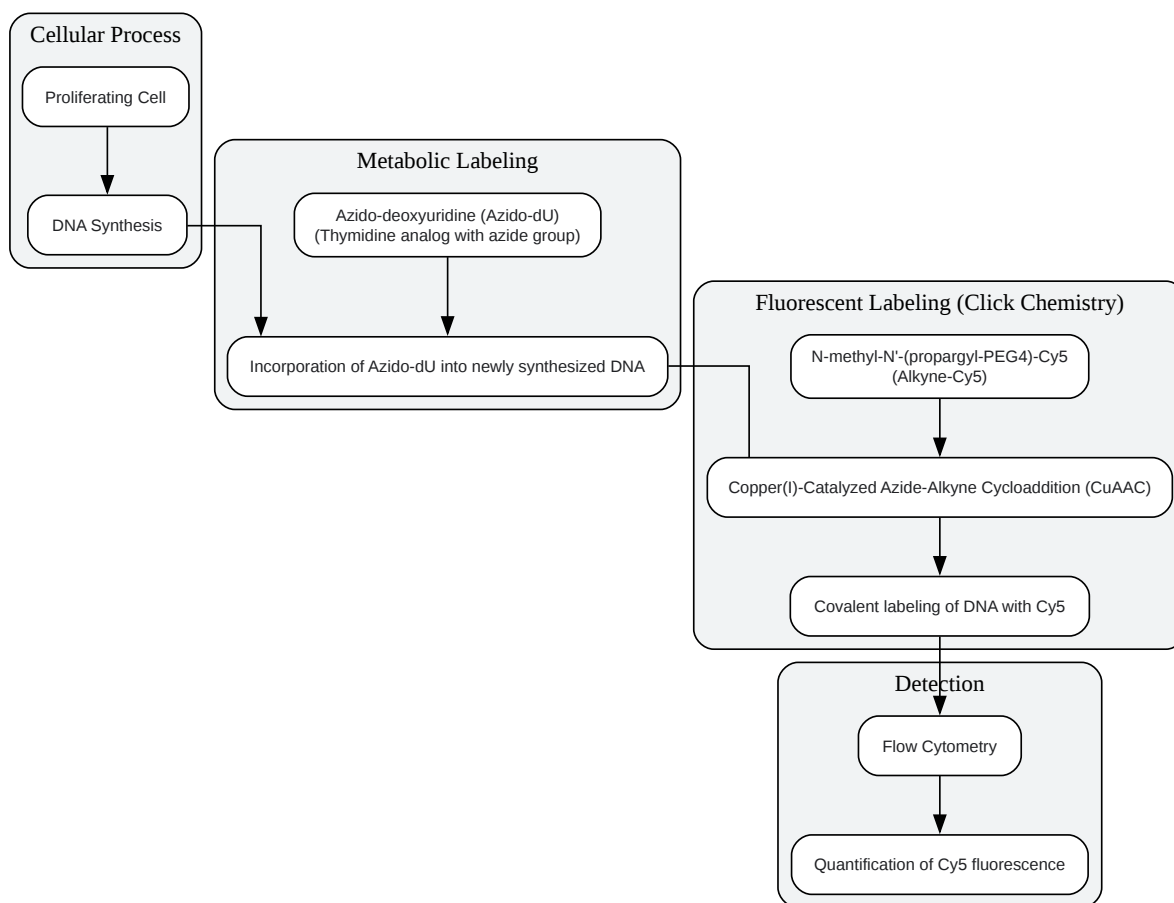 Cellular Process
Proliferating Cell
DNA Synthesis
Metabolic Labeling
Azido-deoxyuridine (Azido-dU)
(Thymidine analog with azide group)
Incorporation of Azido-dU into newly synthesized DNA
Fluorescent Labeling (Click Chemistry)
N-methyl-N'-(propargyl-PEG4)-Cy5
(Alkyne-Cy5)
Copper(I)-Catalyzed Azide-Alkyne Cycloaddition (CuAAC)
Covalent labeling of DNA with Cy5
Detection
Flow Cytometry
Quantification of Cy5 fluorescence